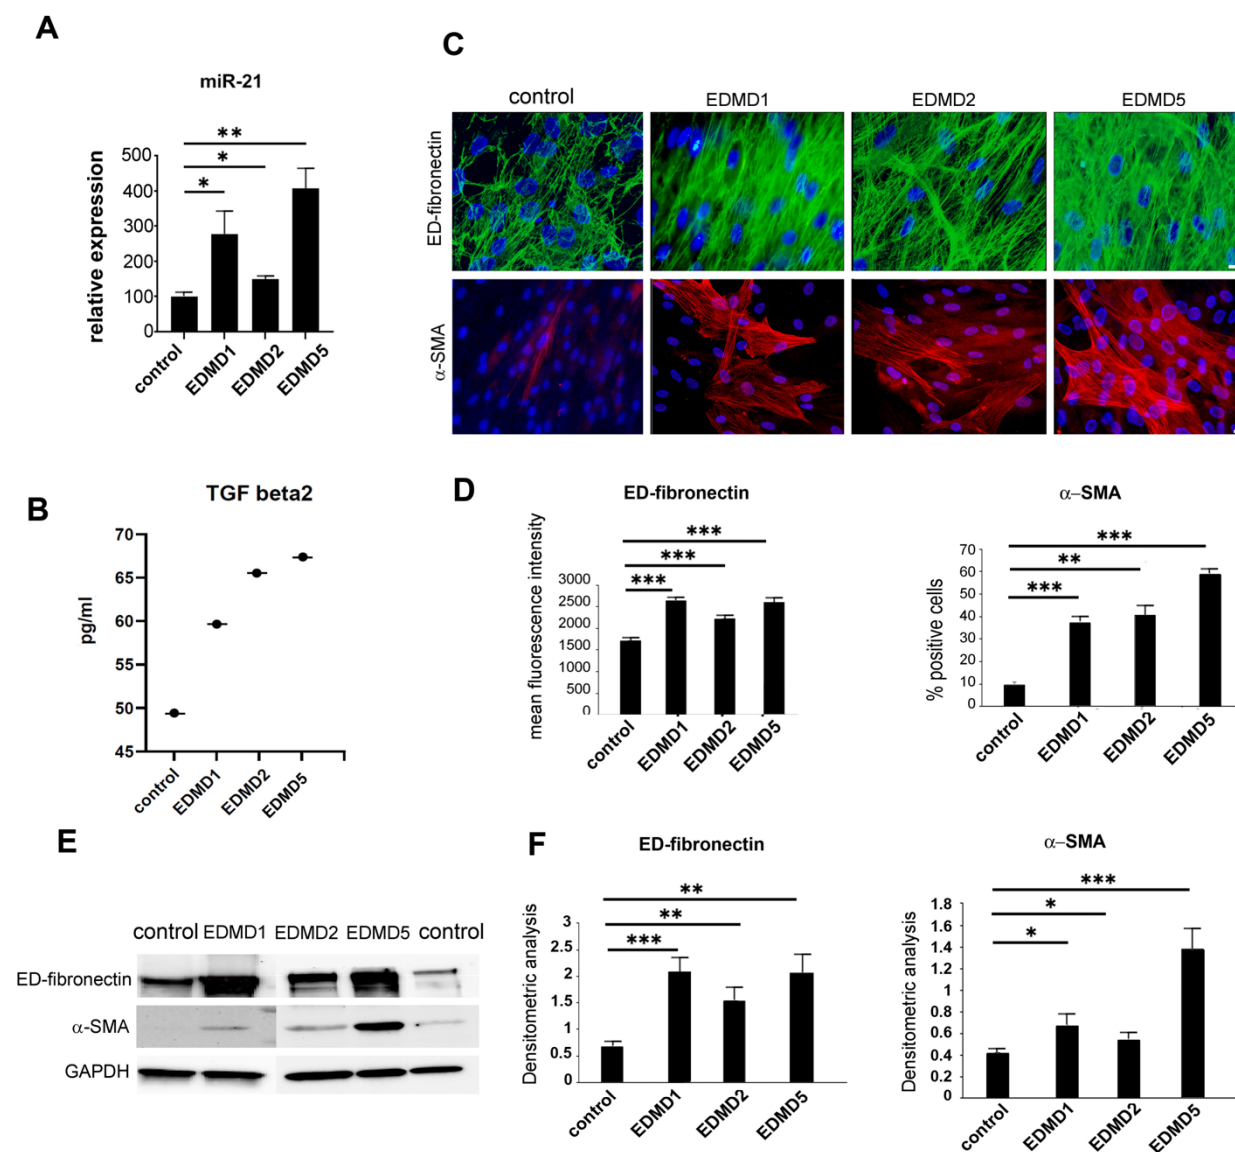 A
miR-21
relative expression
500
400
300
200
100
0
**
*
*
control
EDMD1
EDMD2
EDMD5
B
TGF beta2
pg/ml
70
65
60
55
50
45
control
EDMD1
EDMD2
EDMD5
C
control
EDMD1
EDMD2
EDMD5
ED-fibronectin
α-SMA
D
ED-fibronectin
mean fluorescence intensity
3000
2500
2000
1500
1000
500
0
***
***
***
control
EDMD1
EDMD2
EDMD5
α–SMA
% positive cells
70
60
50
40
30
20
10
0
***
**
***
control
EDMD1
EDMD2
EDMD5
E
control EDMD1 EDMD2 EDMD5 control
ED-fibronectin
α-SMA
GAPDH
F
ED-fibronectin
Densitometric analysis
3
2.5
2
1.5
1
0.5
0
**
**
***
control
EDMD1
EDMD2
EDMD5
α–SMA
Densitometric analysis
1.8
1.6
1.4
1.2
1
0.8
0.6
0.4
0.2
0
***
*
*
control
EDMD1
EDMD2
EDMD5